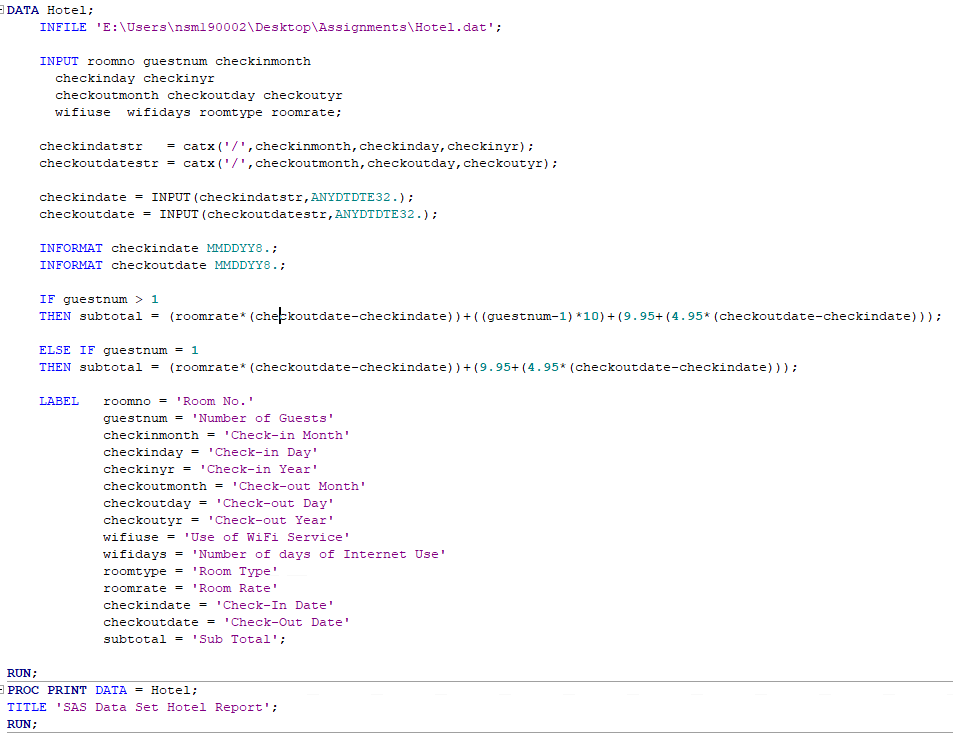 DATA Hotel;
INFILE 'E:\Users\nsm190002\Desktop\Assignments\Hotel.dat';
INPUT roomno guestnum checkinmonth
checkinday checkinyr
checkoutmonth checkoutday checkoutyr
wifiuse  wifidays roomtype roomrate;
checkindatstr   = catx('/',checkinmonth,checkinday,checkinyr);
checkoutdatestr = catx('/',checkoutmonth,checkoutday,checkoutyr);
checkindate = INPUT(checkindatstr,ANYDTDTE32.);
checkoutdate = INPUT(checkoutdatestr,ANYDTDTE32.);
INFORMAT checkindate MMDDYY8.;
INFORMAT checkoutdate MMDDYY8.;
IF guestnum > 1
THEN subtotal = (roomrate*(checkoutdate-checkindate))+((guestnum-1)*10)+(9.95+(4.95*(checkoutdate-checkindate)));
ELSE IF guestnum = 1
THEN subtotal = (roomrate*(checkoutdate-checkindate))+(9.95+(4.95*(checkoutdate-checkindate)));
LABEL   roomno = 'Room No.'
guestnum = 'Number of Guests'
checkinmonth = 'Check-in Month'
checkinday = 'Check-in Day'
checkinyr = 'Check-in Year'
checkoutmonth = 'Check-out Month'
checkoutday = 'Check-out Day'
checkoutyr = 'Check-out Year'
wifiuse = 'Use of WiFi Service'
wifidays = 'Number of days of Internet Use'
roomtype = 'Room Type'
roomrate = 'Room Rate'
checkindate = 'Check-In Date'
checkoutdate = 'Check-Out Date'
subtotal = 'Sub Total';
RUN;
PROC PRINT DATA = Hotel;
TITLE 'SAS Data Set Hotel Report';
RUN;